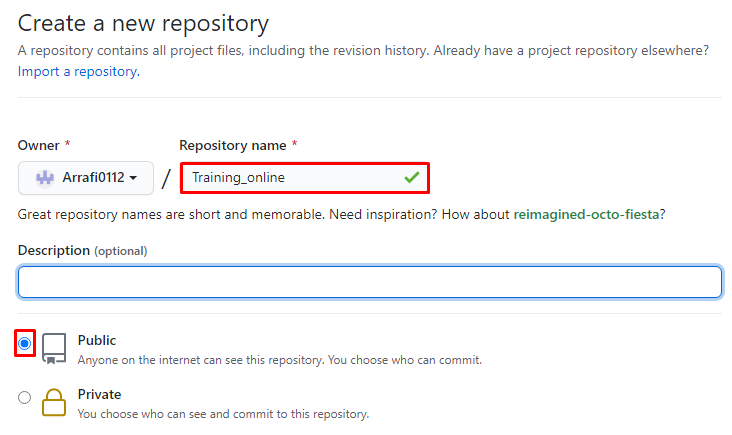 Create a new repository
A repository contains all project files, including the revision history. Already have a project repository elsewhere?
Import a repository.
Owner * Repository name *
Arrafi0112 / Training_online
Great repository names are short and memorable. Need inspiration? How about reimagined-octo-fiesta?
Description (optional)
Public
Anyone on the internet can see this repository. You choose who can commit.
Private
You choose who can see and commit to this repository.